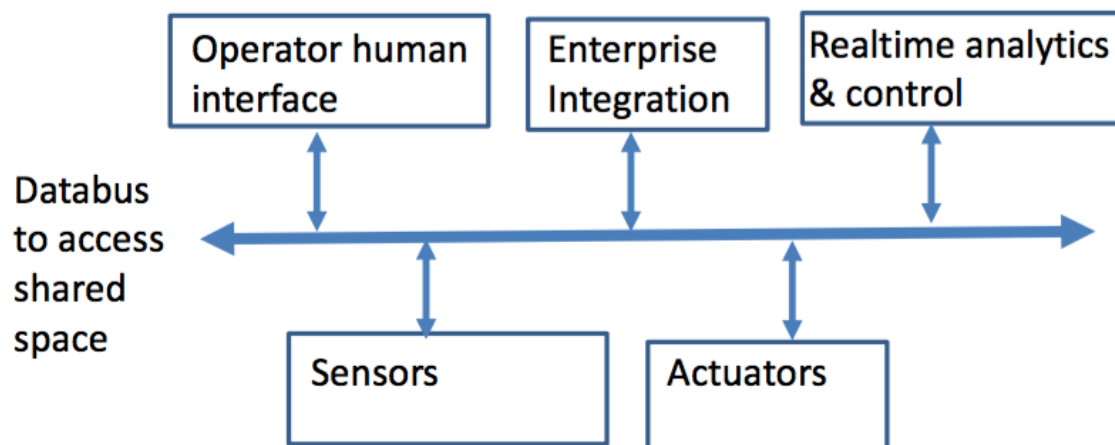 Operator human
interface
Enterprise
Integration
Realtime analytics
& control
Databus
to access
shared
space
Sensors
Actuators